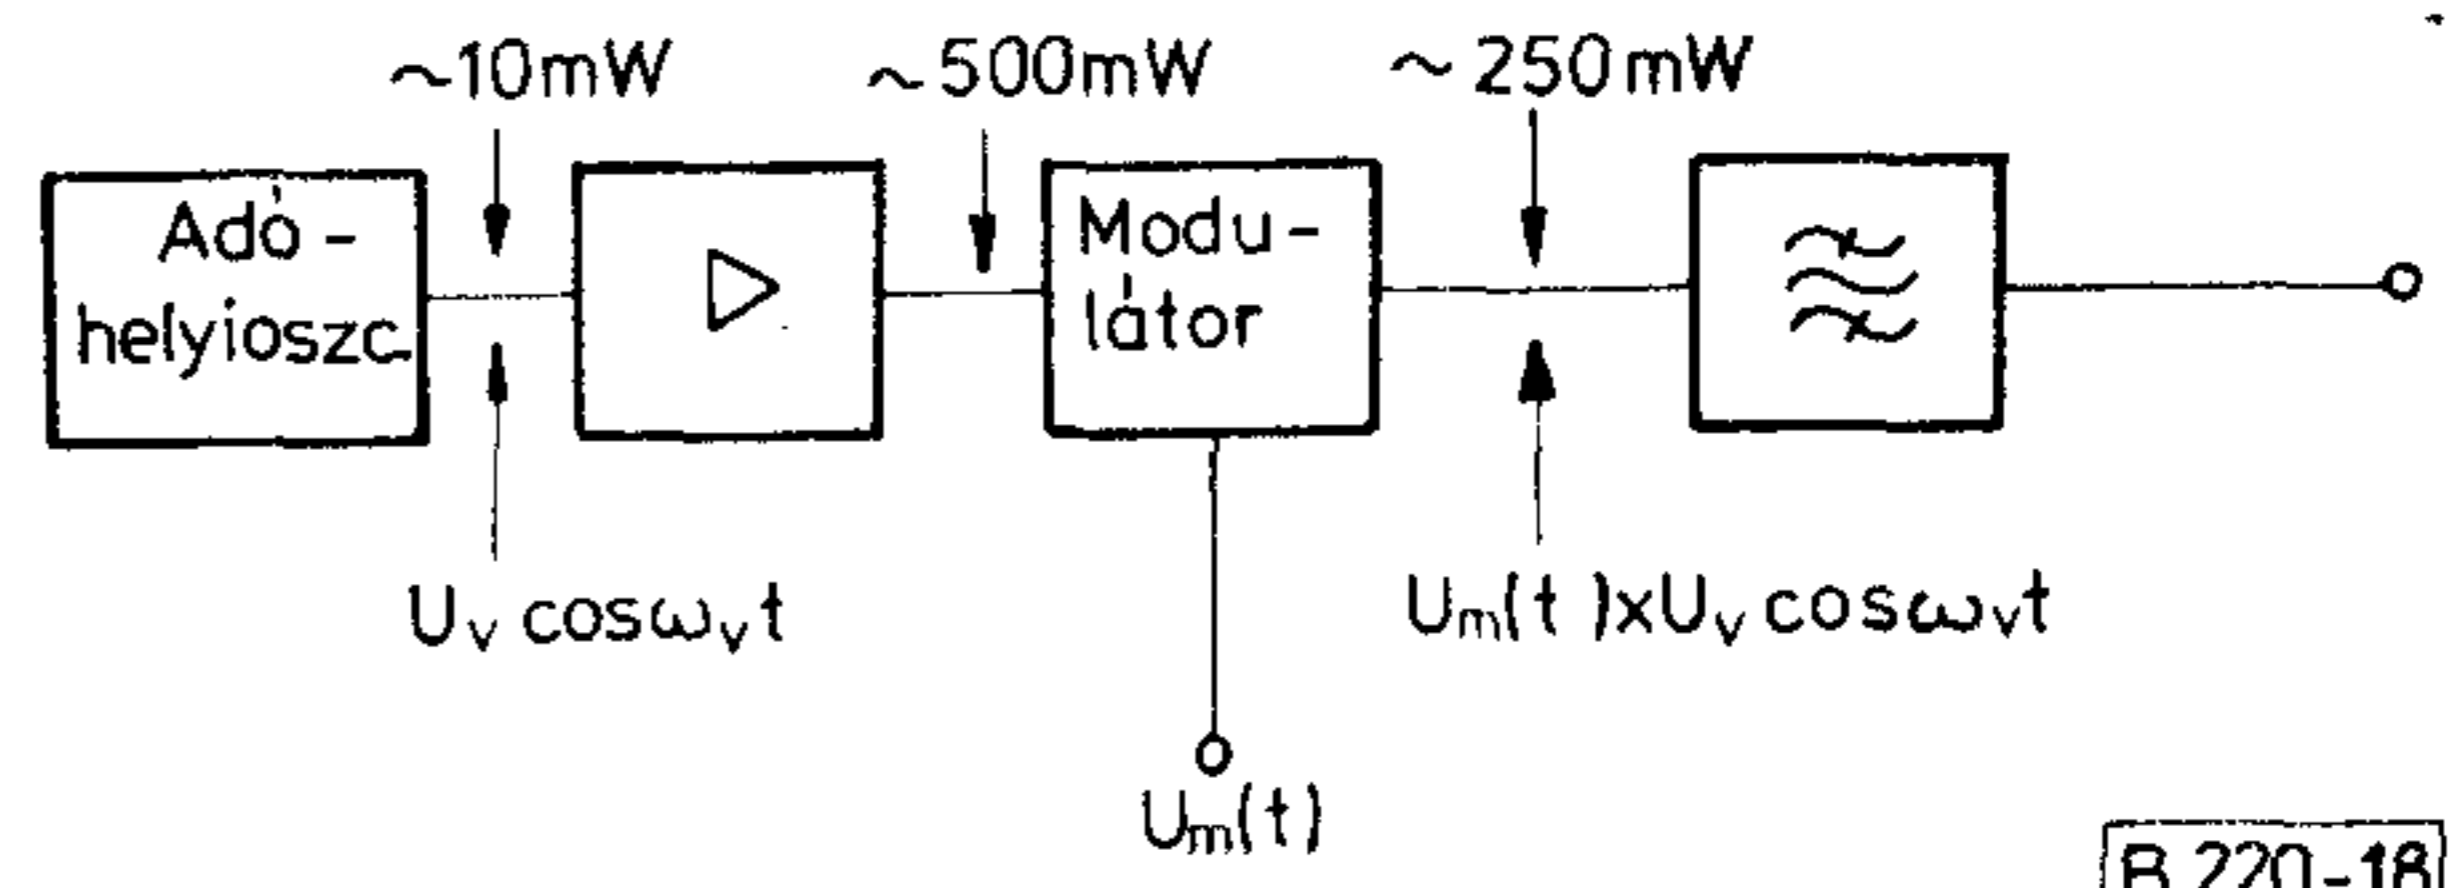 ~10mW
~500mW
~250mW
Adó-
helyioszc.
Modu-
látor
Uv cosωvt
Um(t)xUv cosωvt
Um(t)
B 220-18